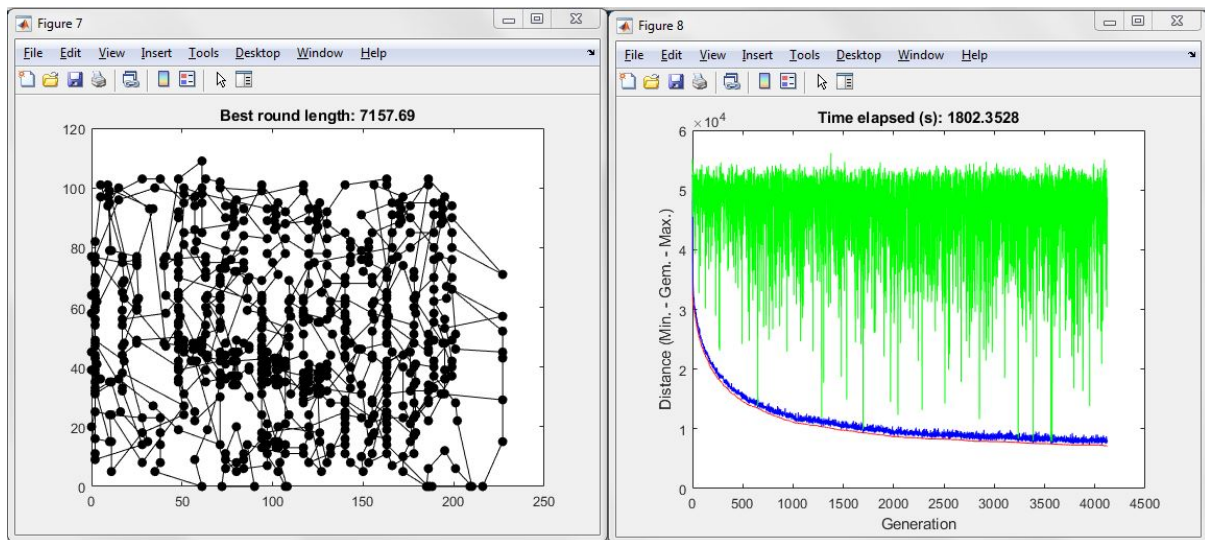 Figure 7
File Edit View Insert Tools Desktop Window Help
Best round length: 7157.69
120
100
80
60
40
20
0
0 50 100 150 200 250
Figure 8
File Edit View Insert Tools Desktop Window Help
Time elapsed (s): 1802.3528
×10⁴
6
5
4
3
2
1
0
Distance (Min. - Gem. - Max.)
0 500 1000 1500 2000 2500 3000 3500 4000 4500
Generation